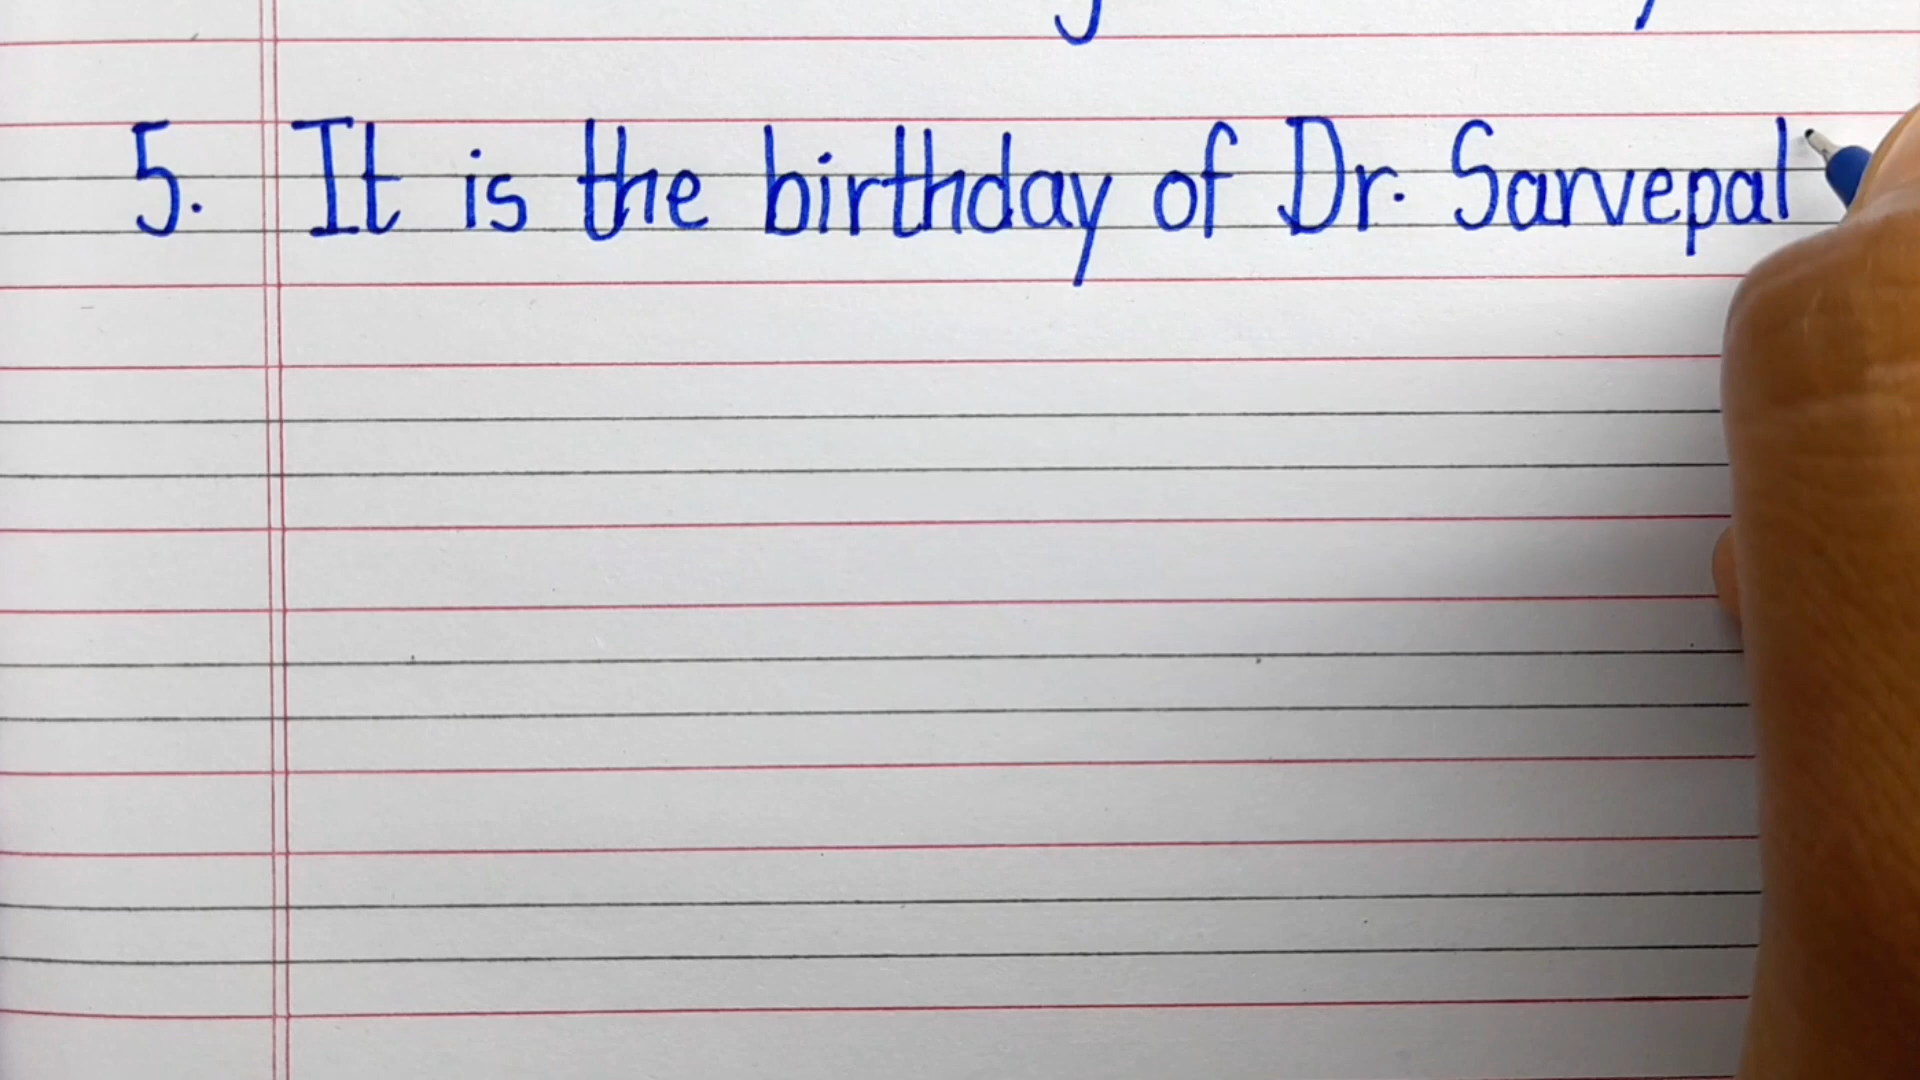 5. It is the birthday of Dr. Sarvepal